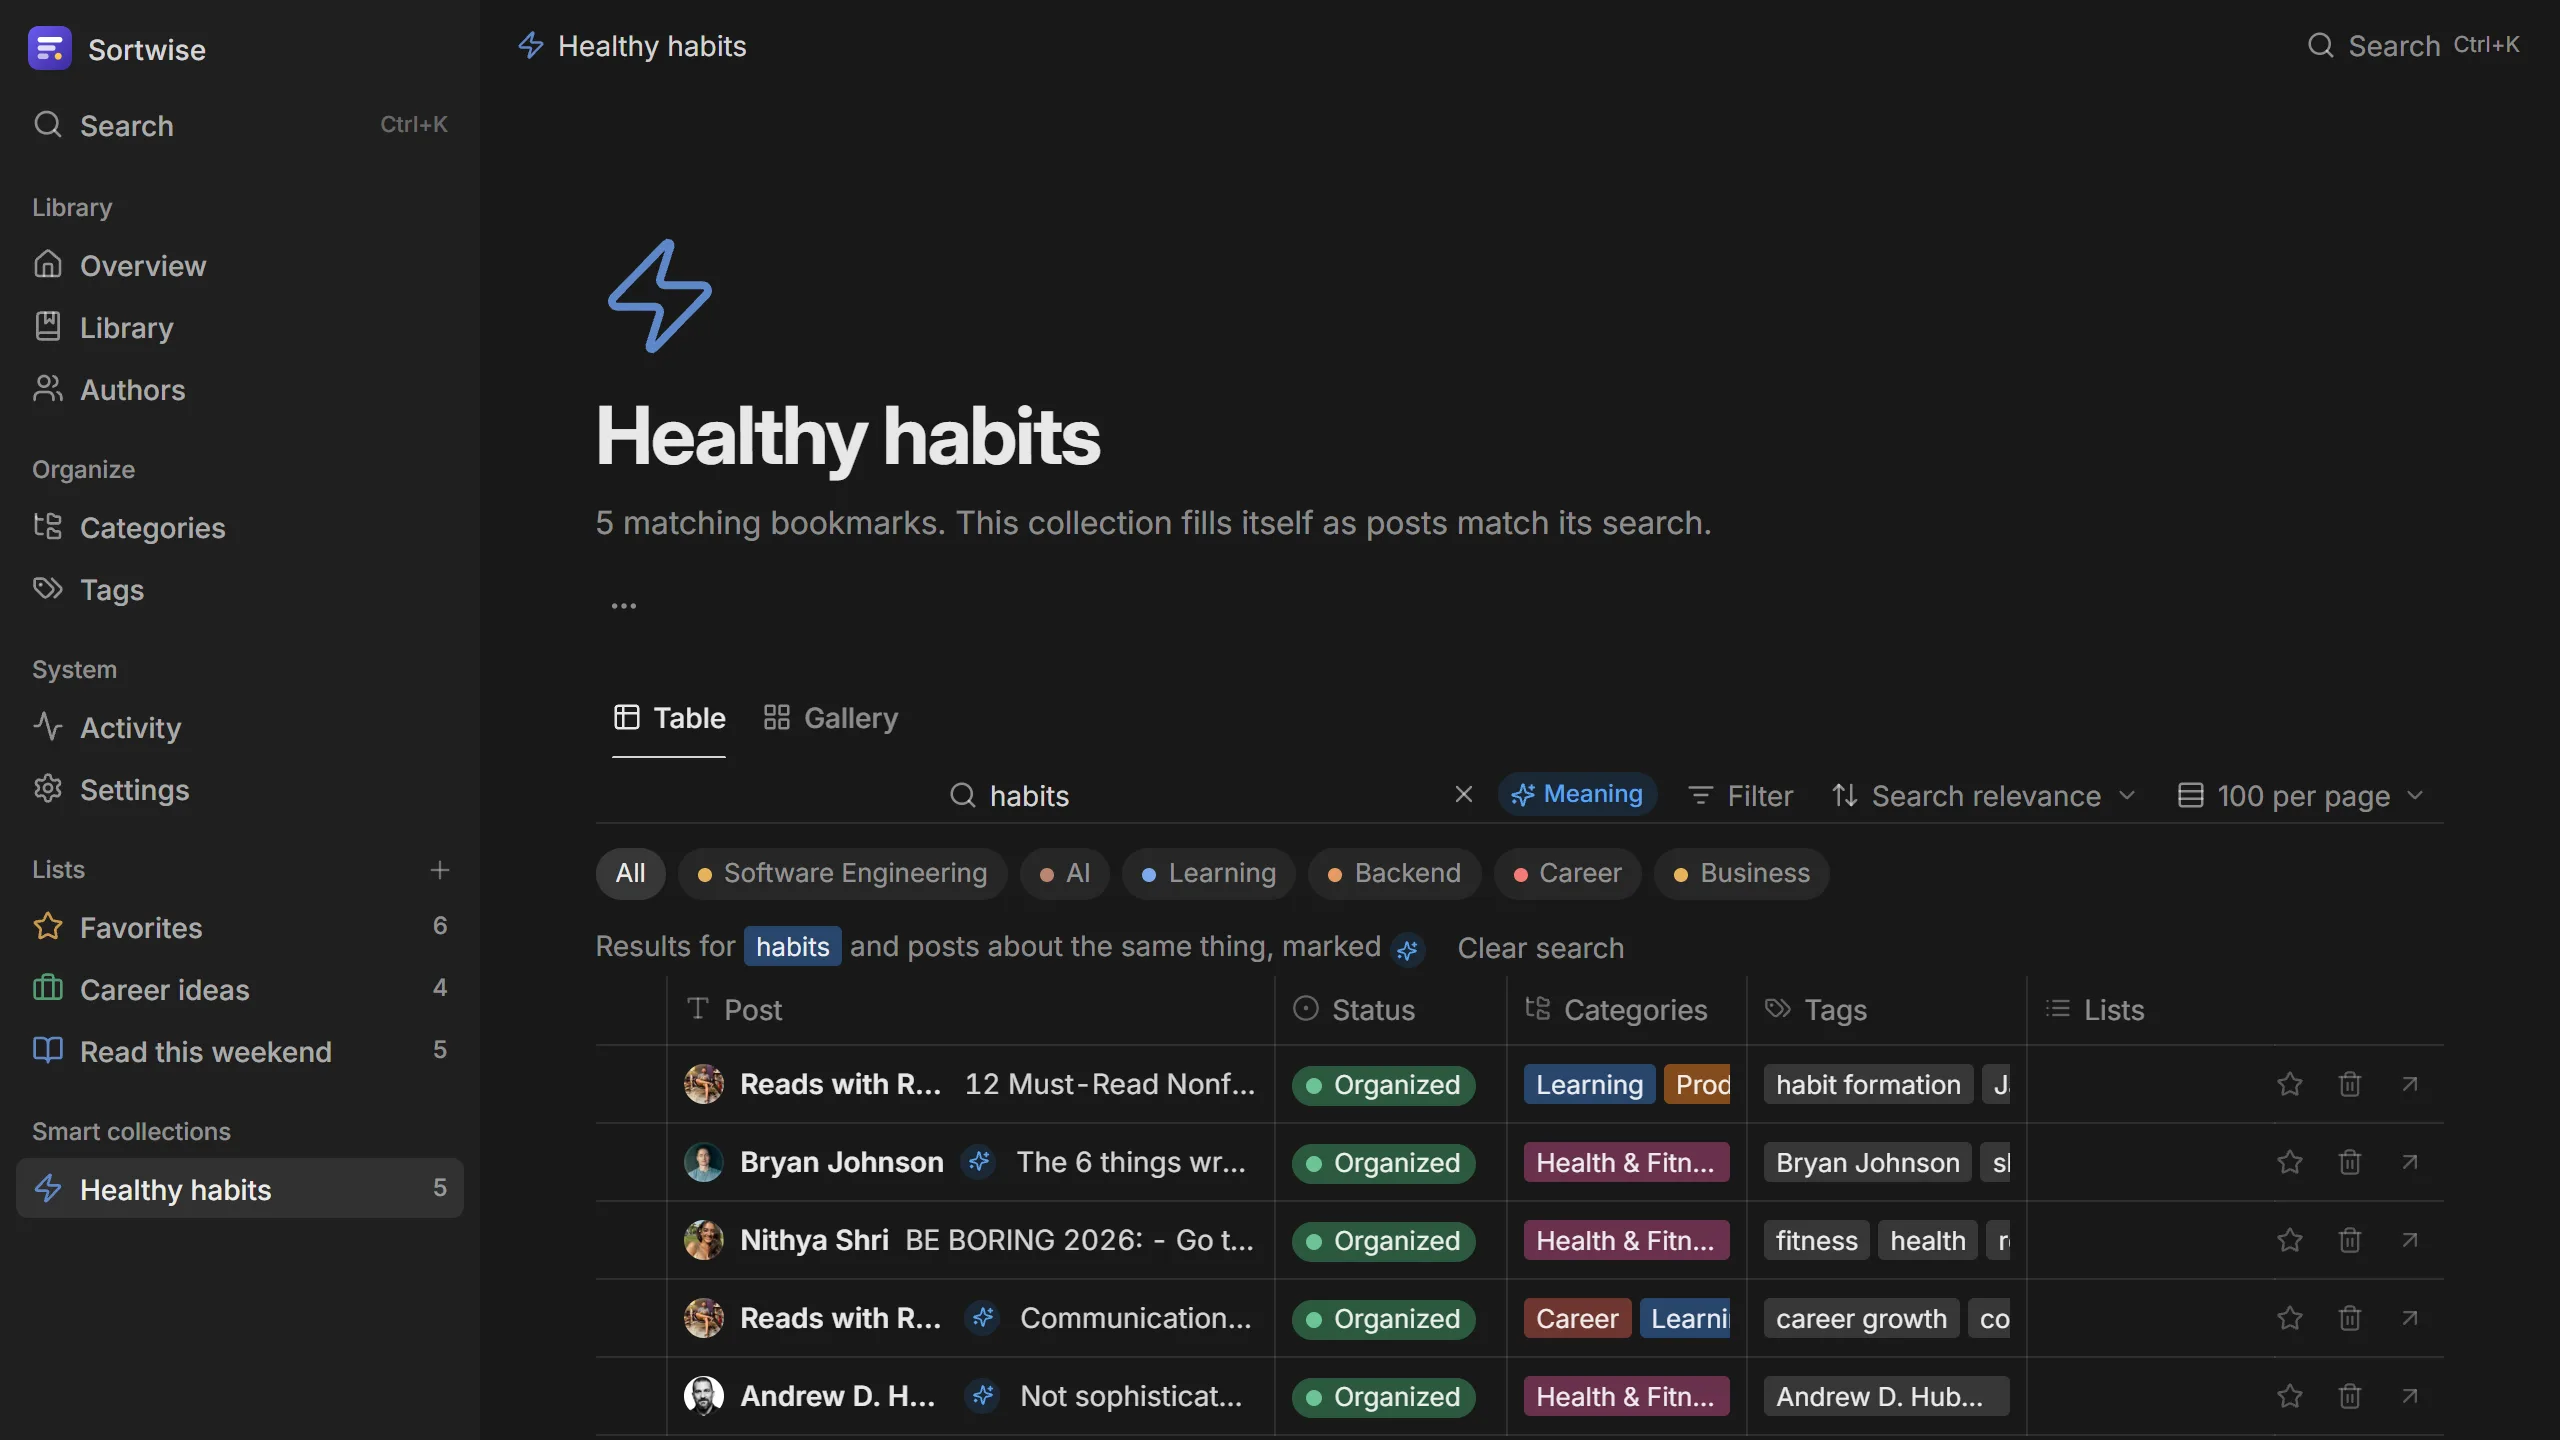 Sortwise
Search Ctrl+K
Library
Overview
Library
Authors
Organize
Categories
Tags
System
Activity
Settings
Lists
Favorites 6
Career ideas 4
Read this weekend 5
Smart collections
Healthy habits 5
Healthy habits
Search Ctrl+K
Healthy habits
5 matching bookmarks. This collection fills itself as posts match its search.
Table Gallery
habits Meaning Filter Search relevance 100 per page
All Software Engineering AI Learning Backend Career Business
Results for habits and posts about the same thing, marked Clear search
Post Status Categories Tags Lists
Reads with R... 12 Must-Read Nonf... Organized Learning Prod habit formation
Bryan Johnson The 6 things wr... Organized Health & Fitn... Bryan Johnson
Nithya Shri BE BORING 2026: - Go t... Organized Health & Fitn... fitness health
Reads with R... Communication... Organized Career Learni career growth co
Andrew D. H... Not sophisticat... Organized Health & Fitn... Andrew D. Hub...